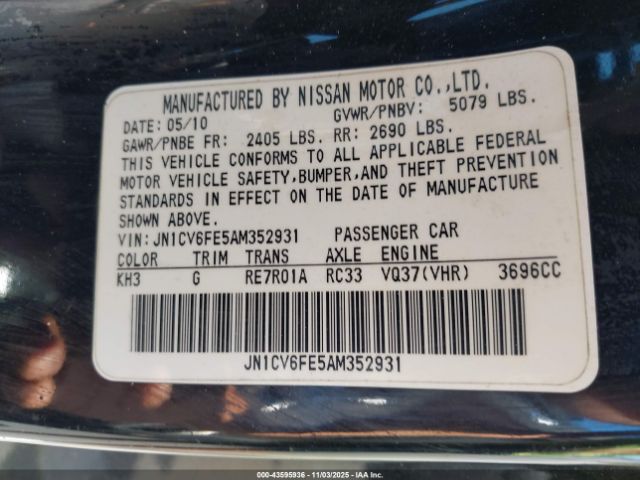 MANUFACTURED BY NISSAN MOTOR CO.,LTD.
DATE: 05/10 GVWR/PNBV: 5079 LBS.
GAWR/PNBE FR: 2405 LBS. RR: 2690 LBS.
THIS VEHICLE CONFORMS TO ALL APPLICABLE FEDERAL
MOTOR VEHICLE SAFETY,BUMPER,AND THEFT PREVENTION
STANDARDS IN EFFECT ON THE DATE OF MANUFACTURE
SHOWN ABOVE.
VIN: JN1CV6FE5AM352931 PASSENGER CAR
COLOR TRIM TRANS AXLE ENGINE
KH3 G RE7R01A RC33 VQ37(VHR) 3696CC
JN1CV6FE5AM352931
000-43595936 - 11/03/2025 - IAA Inc.